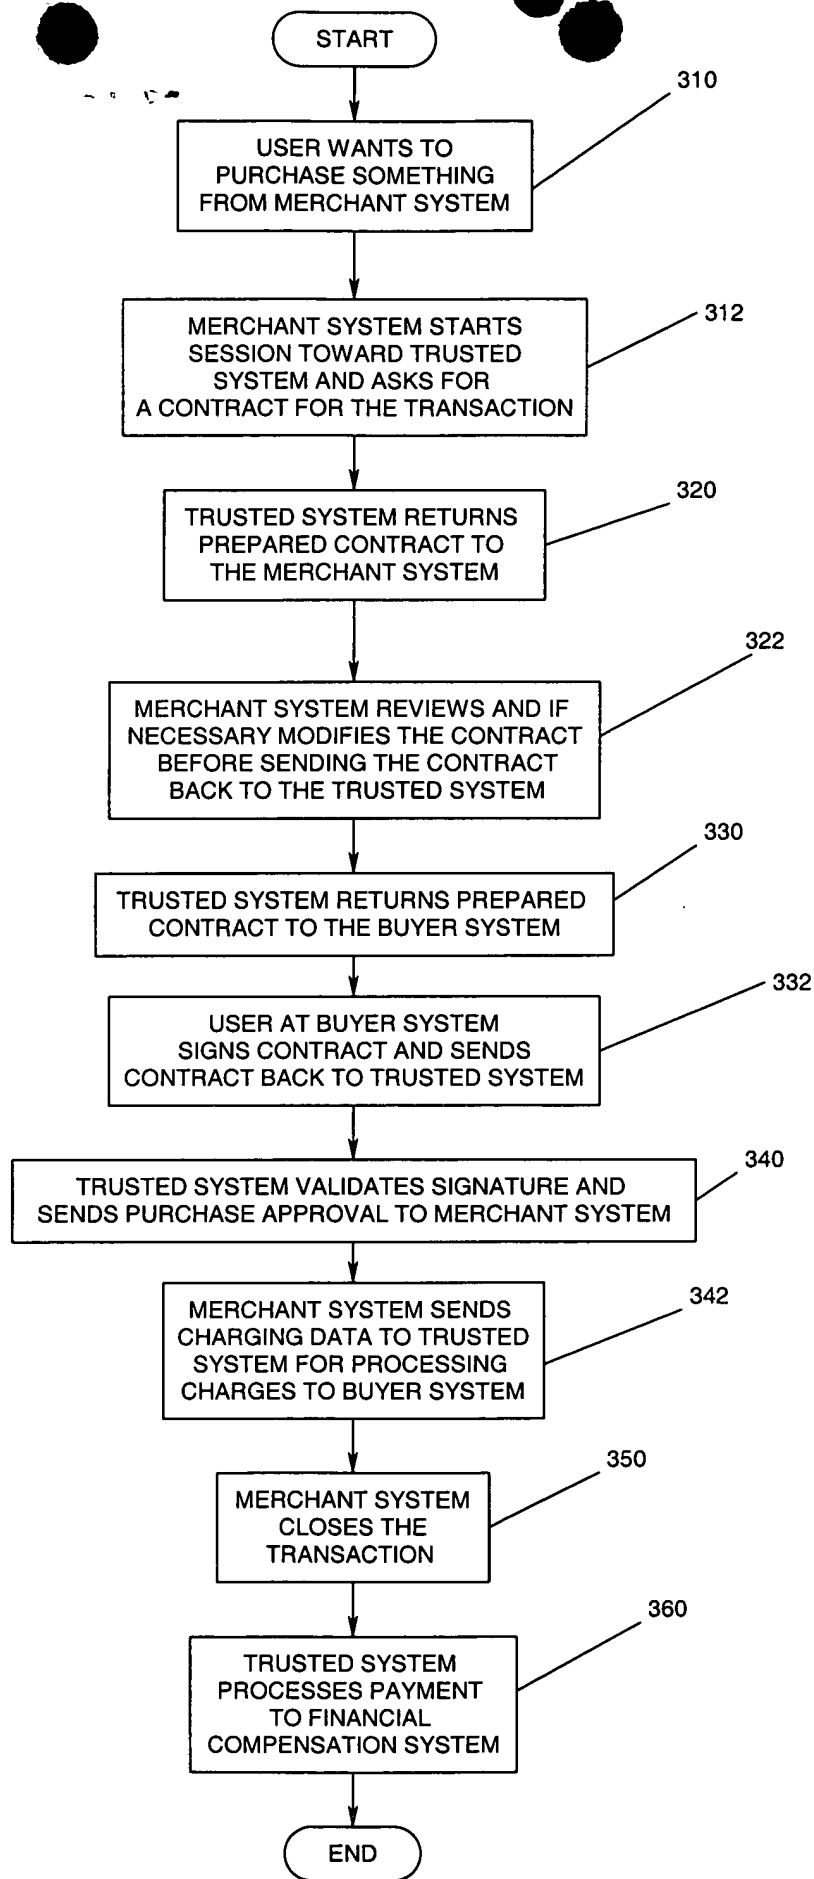 START
310
USER WANTS TO
PURCHASE SOMETHING
FROM MERCHANT SYSTEM
312
MERCHANT SYSTEM STARTS
SESSION TOWARD TRUSTED
SYSTEM AND ASKS FOR
A CONTRACT FOR THE TRANSACTION
320
TRUSTED SYSTEM RETURNS
PREPARED CONTRACT TO
THE MERCHANT SYSTEM
322
MERCHANT SYSTEM REVIEWS AND IF
NECESSARY MODIFIES THE CONTRACT
BEFORE SENDING THE CONTRACT
BACK TO THE TRUSTED SYSTEM
330
TRUSTED SYSTEM RETURNS PREPARED
CONTRACT TO THE BUYER SYSTEM
332
USER AT BUYER SYSTEM
SIGNS CONTRACT AND SENDS
CONTRACT BACK TO TRUSTED SYSTEM
340
TRUSTED SYSTEM VALIDATES SIGNATURE AND
SENDS PURCHASE APPROVAL TO MERCHANT SYSTEM
342
MERCHANT SYSTEM SENDS
CHARGING DATA TO TRUSTED
SYSTEM FOR PROCESSING
CHARGES TO BUYER SYSTEM
350
MERCHANT SYSTEM
CLOSES THE
TRANSACTION
360
TRUSTED SYSTEM
PROCESSES PAYMENT
TO FINANCIAL
COMPENSATION SYSTEM
END